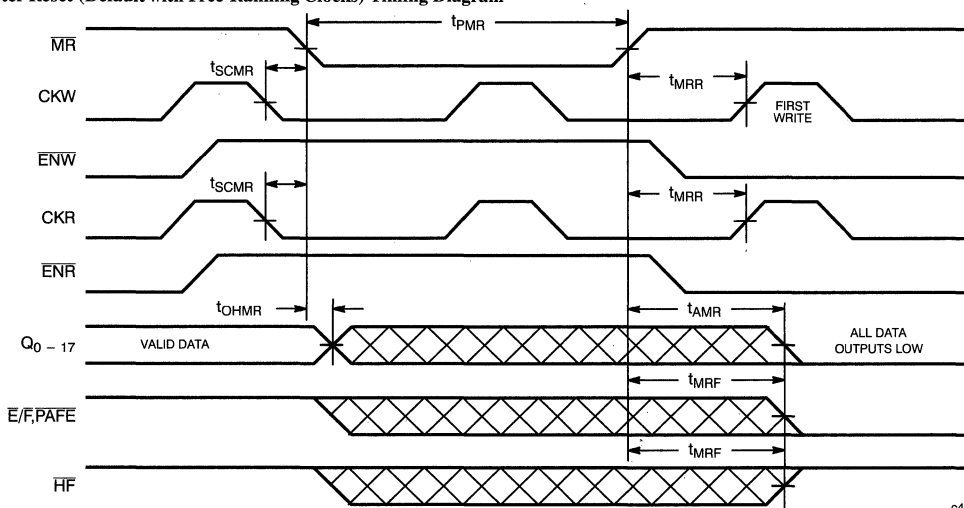 ter Reset (Default with Free-Running Clocks) Timing Diagram
tPMR
MR
tSCMR
tMRR
CKW
FIRST
WRITE
ENW
tSCMR
tMRR
CKR
ENR
tOHMR
tAMR
Q0 – 17
VALID DATA
ALL DATA
OUTPUTS LOW
tMRF
E/F,PAFE
tMRF
HF